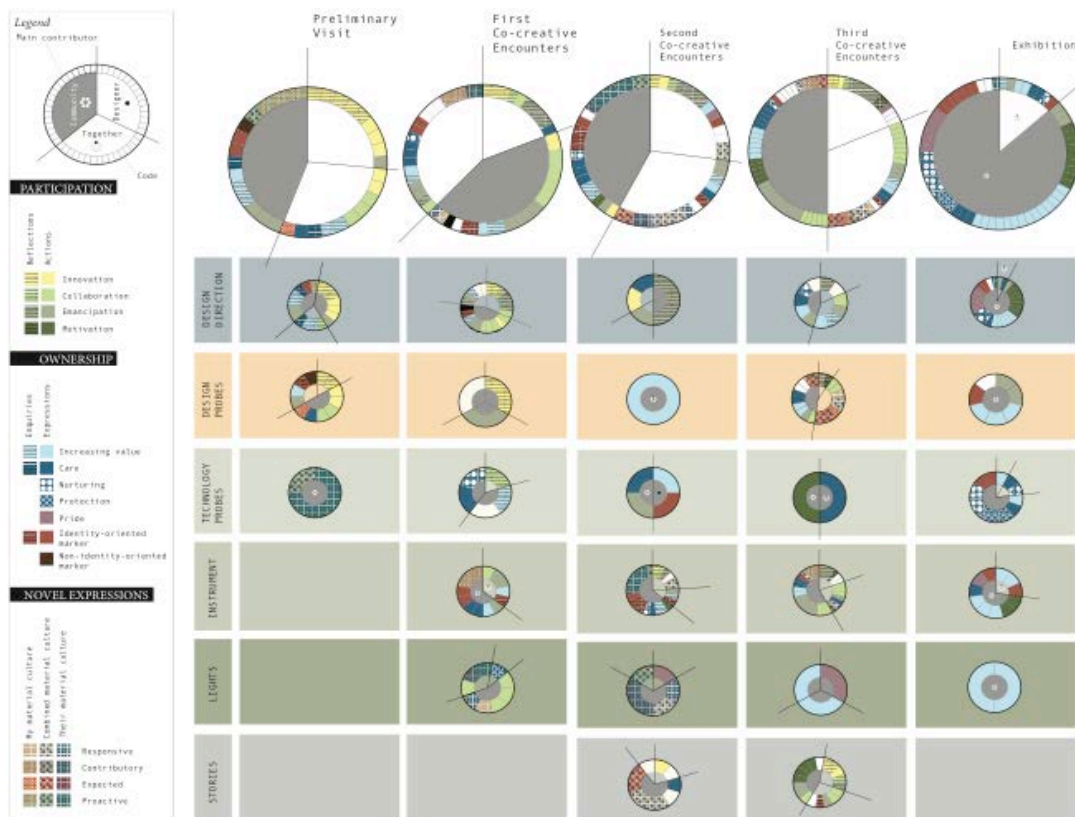 Legend
Main contributor
Community
Designer
Together
Code
PARTICIPATION
Reflections
Actions
Innovation
Collaboration
Emancipation
Motivation
OWNERSHIP
Enquiries
Expressions
Increasing value
Care
Nurturing
Protection
Pride
Identity-oriented
marker
Non-identity-oriented
marker
NOVEL EXPRESSIONS
My material culture
Combined material culture
Their material culture
Responsive
Contributory
Expected
Proactive
Preliminary
Visit
First
Co-creative
Encounters
Second
Co-creative
Encounters
Third
Co-creative
Encounters
Exhibition
DESIGN
DIRECTION
DESIGN
PROBES
TECHNOLOGY
PROBES
INSTRUMENT
LIGHTS
STORIES